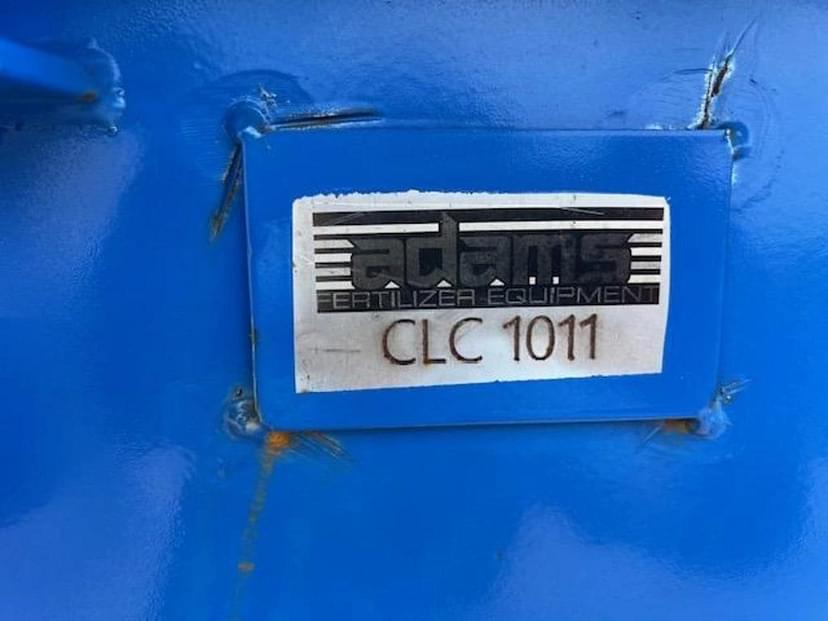 adams
FERTILIZER EQUIPMENT
CLC 1011